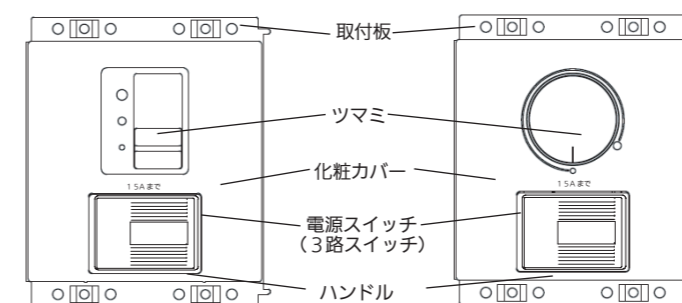 取付板
ツマミ
化粧カバー
15Aまで
15Aまで
電源スイッチ
（3路スイッチ）
ハンドル